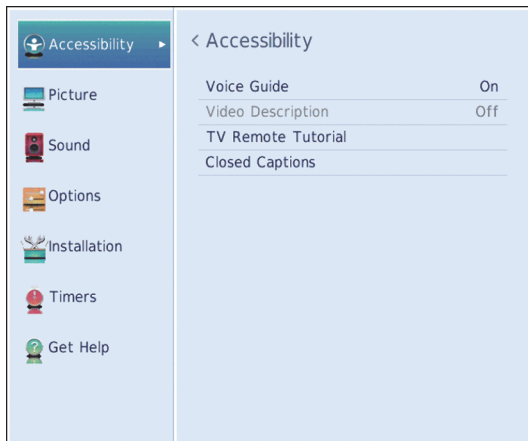 Accessibility
Picture
Sound
Options
Installation
Timers
Get Help
< Accessibility
Voice Guide On
Video Description Off
TV Remote Tutorial
Closed Captions